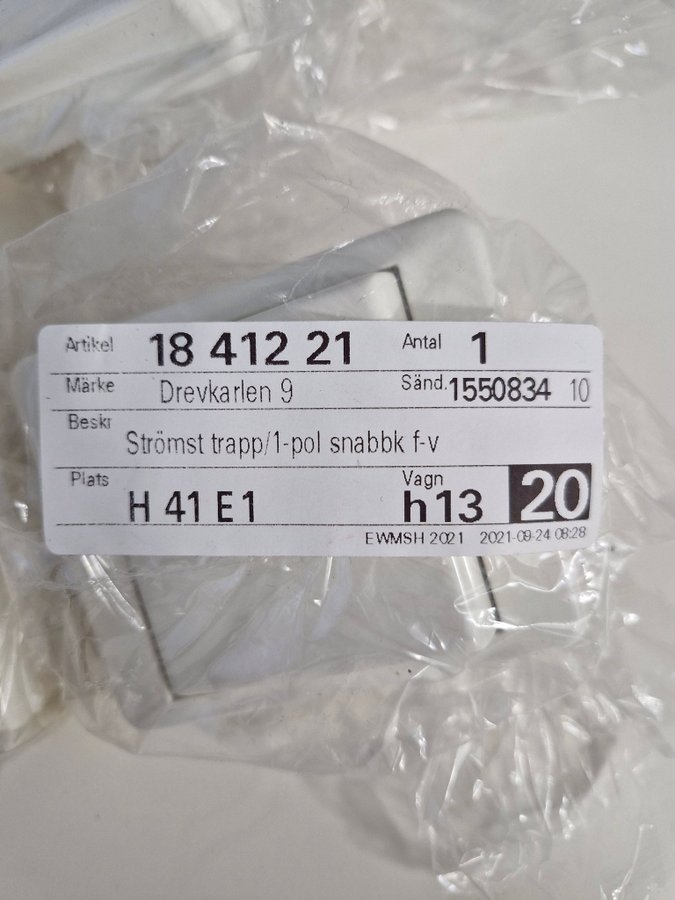 Artikel 18 412 21 Antal 1
Märke Drevkarlen 9 Sänd. 1550834 10
Beskr
Strömst trapp/1-pol snabbk f-v
Plats H 41 E1 Vagn h13 20
EWMSH 2021 2021-09-24 08:28